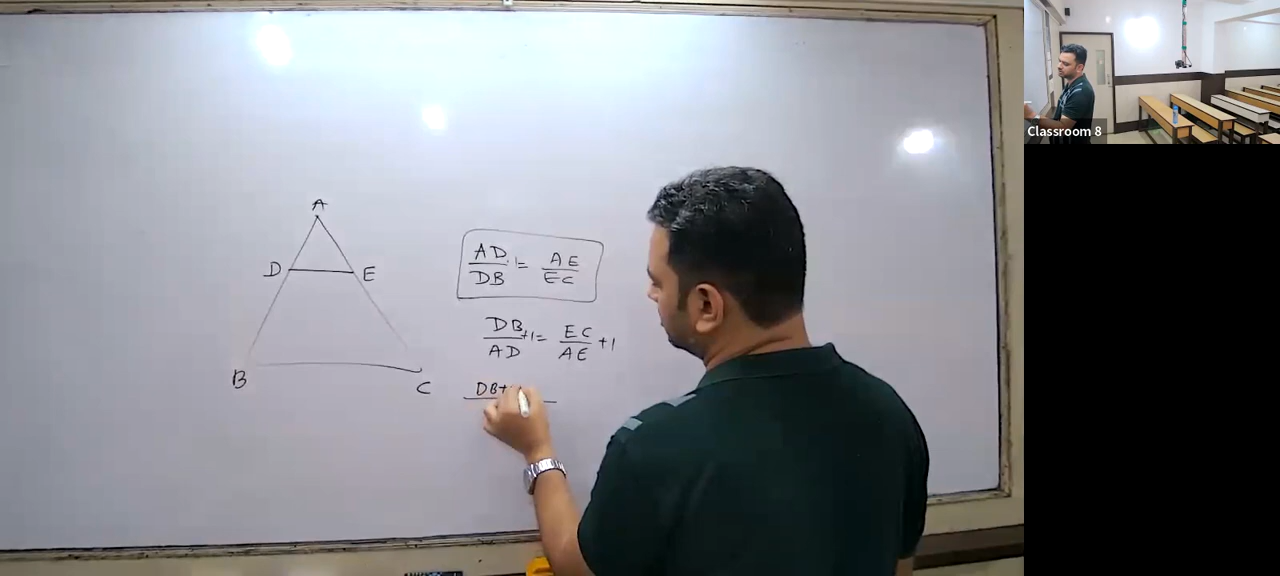 A
D E
B C
AD/DB = AE/EC
DB/AD +1 = EC/AE +1
DB+
Classroom 8